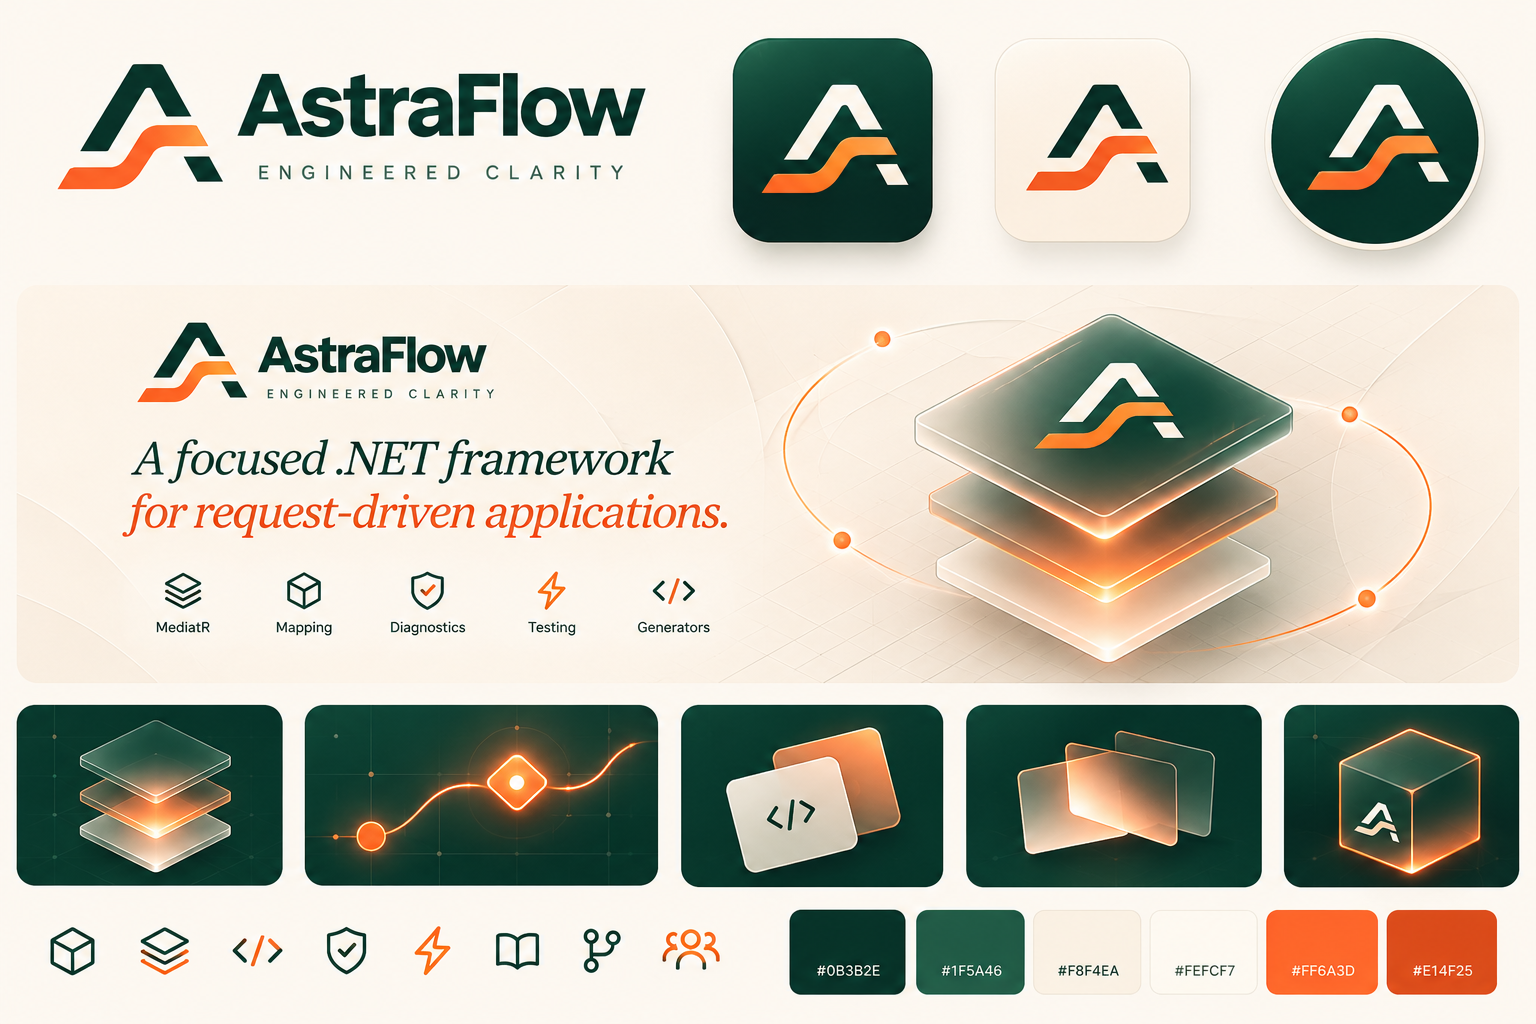 AstraFlow
ENGINEERED CLARITY
AstraFlow
ENGINEERED CLARITY
A focused .NET framework
for request-driven applications.
MediatR
Mapping
Diagnostics
Testing
Generators
</>
#0B3B2E
#1F5A46
#F8F4EA
#FEFCF7
#FF6A3D
#E14F25